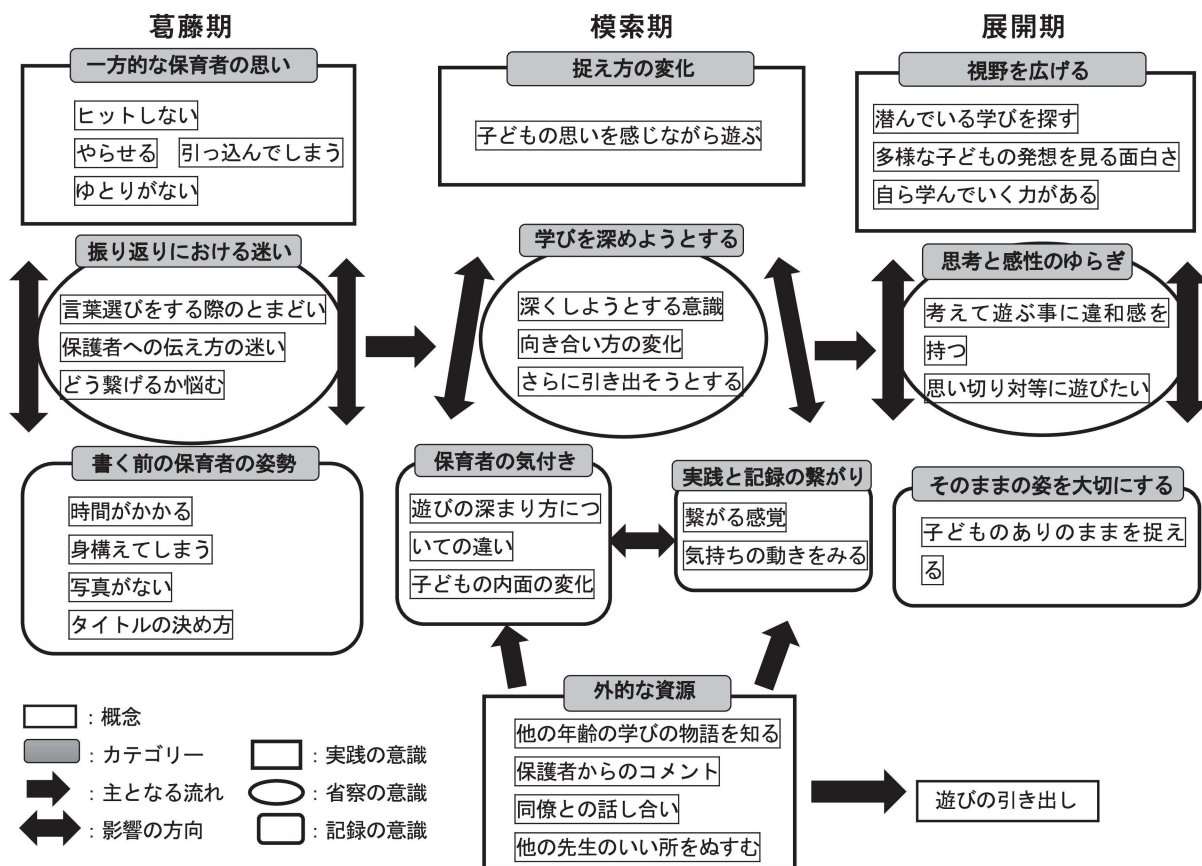 葛藤期
模索期
展開期
一方的な保育者の思い
ヒットしない
やらせる 引っ込んでしまう
ゆとりがない
捉え方の変化
子どもの思いを感じながら遊ぶ
視野を広げる
潜んでいる学びを探す
多様な子どもの発想を見る面白さ
自ら学んでいく力がある
振り返りにおける迷い
言葉選びをする際のとまどい
保護者への伝え方の迷い
どう繋げるか悩む
学びを深めようとする
深くしようとする意識
向き合い方の変化
さらに引き出そうとする
思考と感性のゆらぎ
考えて遊ぶ事に違和感を
持つ
思い切り対等に遊びたい
書く前の保育者の姿勢
時間がかかる
身構えてしまう
写真がない
タイトルの決め方
保育者の気付き
遊びの深まり方につ
いての違い
子どもの内面の変化
実践と記録の繋がり
繋がる感覚
気持ちの動きをみる
そのままの姿を大切にする
子どものありのままを捉え
る
外的な資源
他の年齢の学びの物語を知る
保護者からのコメント
同僚との話し合い
他の先生のいい所をぬすむ
遊びの引き出し
：概念
：カテゴリー
：主となる流れ
：影響の方向
：実践の意識
：省察の意識
：記録の意識